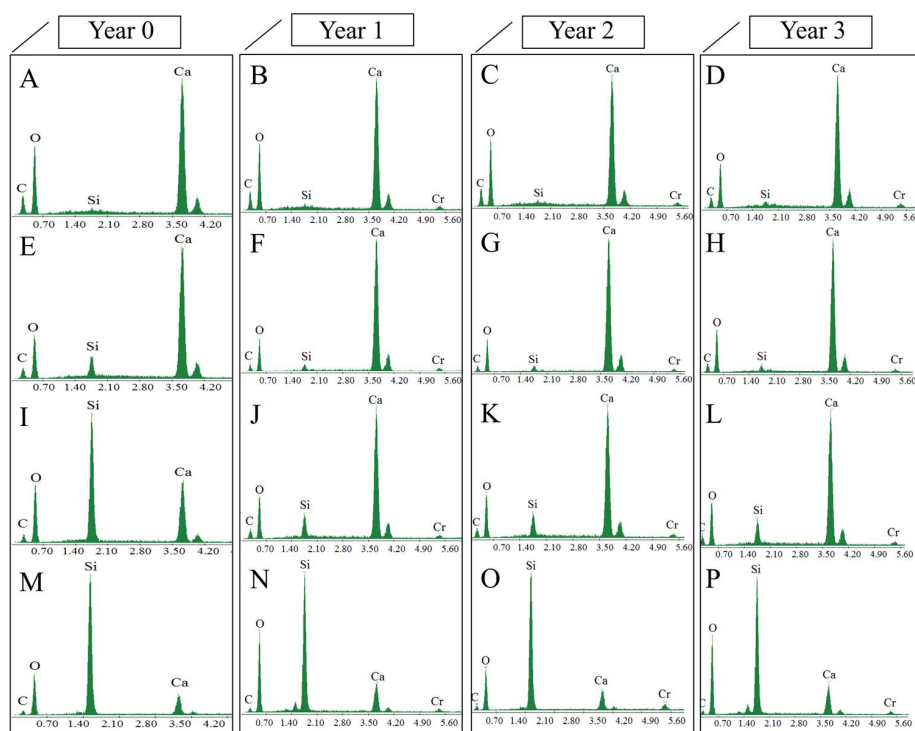 Year 0 Year 1 Year 2 Year 3
A C O Si Ca
0.70 1.40 2.10 2.80 3.50 4.20
B C O Si Ca Cr
0.70 1.40 2.10 2.80 3.50 4.20 4.90 5.60
C C O Si Ca Cr
0.70 1.40 2.10 2.80 3.50 4.20 4.90 5.60
D C O Si Ca Cr
0.70 1.40 2.10 2.80 3.50 4.20 4.90 5.60
E C O Si Ca
0.70 1.40 2.10 2.80 3.50 4.20
F C O Si Ca Cr
0.70 1.40 2.10 2.80 3.50 4.20 4.90 5.60
G C O Si Ca Cr
0.70 1.40 2.10 2.80 3.50 4.20 4.90 5.60
H C O Si Ca Cr
0.70 1.40 2.10 2.80 3.50 4.20 4.90 5.60
I C O Si Ca
0.70 1.40 2.10 2.80 3.50 4.20
J C O Si Ca Cr
0.70 1.40 2.10 2.80 3.50 4.20 4.90 5.60
K C O Si Ca Cr
0.70 1.40 2.10 2.80 3.50 4.20 4.90 5.60
L C O Si Ca Cr
0.70 1.40 2.10 2.80 3.50 4.20 4.90 5.60
M C O Si Ca
0.70 1.40 2.10 2.80 3.50 4.20
N C O Si Ca Cr
0.70 1.40 2.10 2.80 3.50 4.20 4.90 5.60
O C O Si Ca Cr
0.70 1.40 2.10 2.80 3.50 4.20 4.90 5.60
P C O Si Ca Cr
0.70 1.40 2.10 2.80 3.50 4.20 4.90 5.60